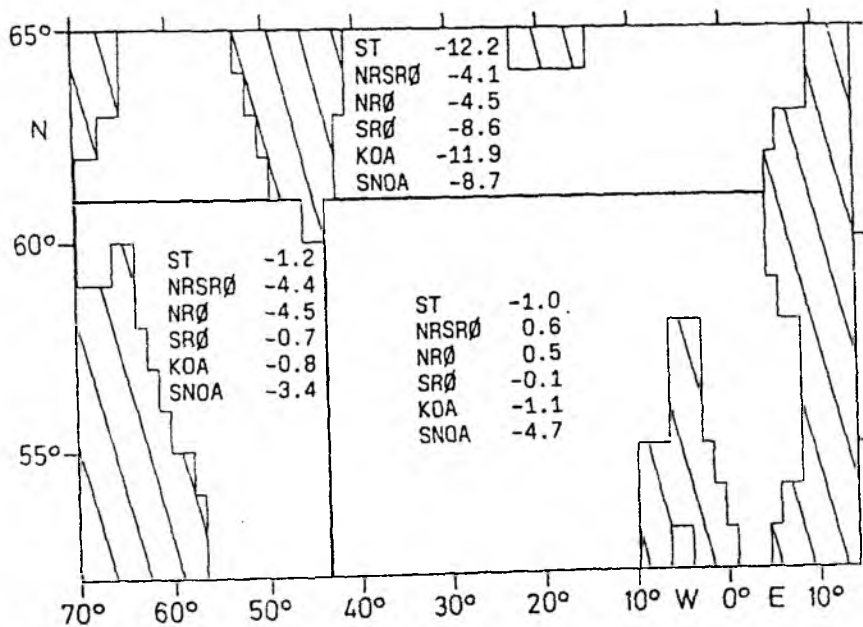 65°
N
60°
55°
ST -12.2
NRSRØ -4.1
NRØ -4.5
SRØ -8.6
KOA -11.9
SNOA -8.7
ST -1.2
NRSRØ -4.4
NRØ -4.5
SRØ -0.7
KOA -0.8
SNOA -3.4
ST -1.0
NRSRØ 0.6
NRØ 0.5
SRØ -0.1
KOA -1.1
SNOA -4.7
70° 60° 50° 40° 30° 20° 10° W 0° E 10°